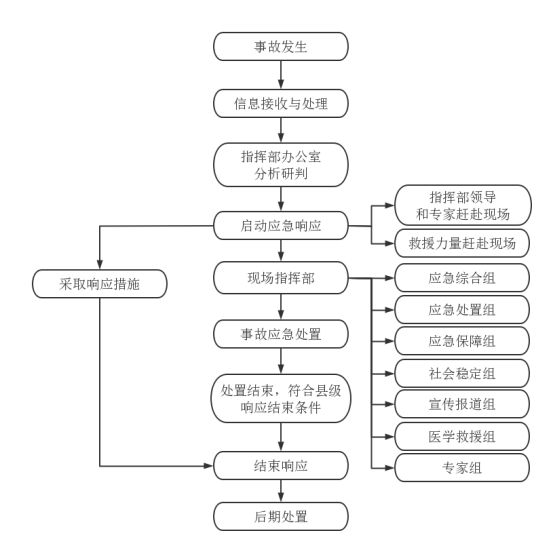 事故发生
信息接收与处理
指挥部办公室
分析研判
指挥部领导
和专家赶赴现场
启动应急响应
救援力量赶赴现场
采取响应措施
现场指挥部
应急综合组
应急处置组
事故应急处置
应急保障组
社会稳定组
处置结束，符合县级
响应结束条件
宣传报道组
医学救援组
结束响应
专家组
后期处置